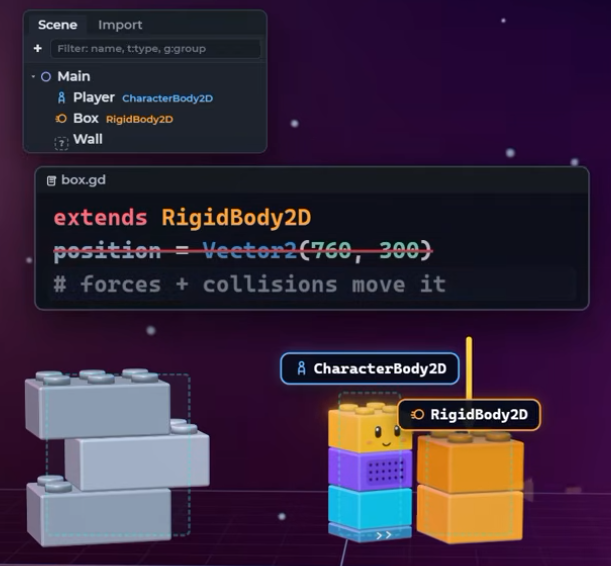 Scene Import
+ Filter: name, t:type, g:group
Main
Player CharacterBody2D
Box RigidBody2D
? Wall
box.gd
extends RigidBody2D
position = Vector2(760, 300)
# forces + collisions move it
CharacterBody2D
RigidBody2D